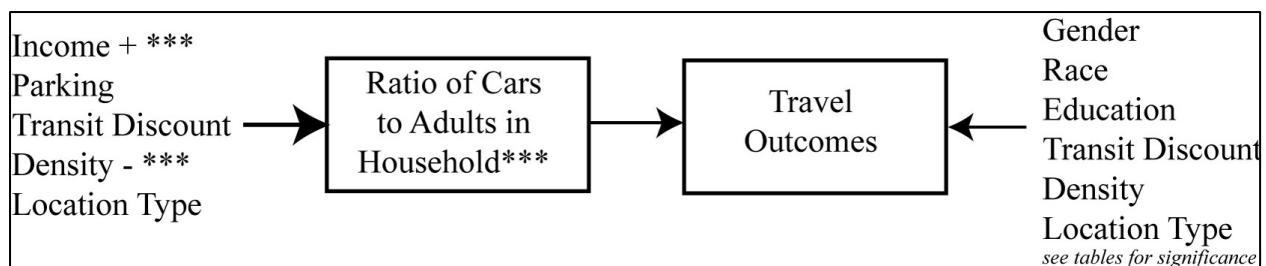 Income + ***
Parking
Transit Discount
Density - ***
Location Type
Ratio of Cars
to Adults in
Household***
Travel
Outcomes
Gender
Race
Education
Transit Discount
Density
Location Type
see tables for significance